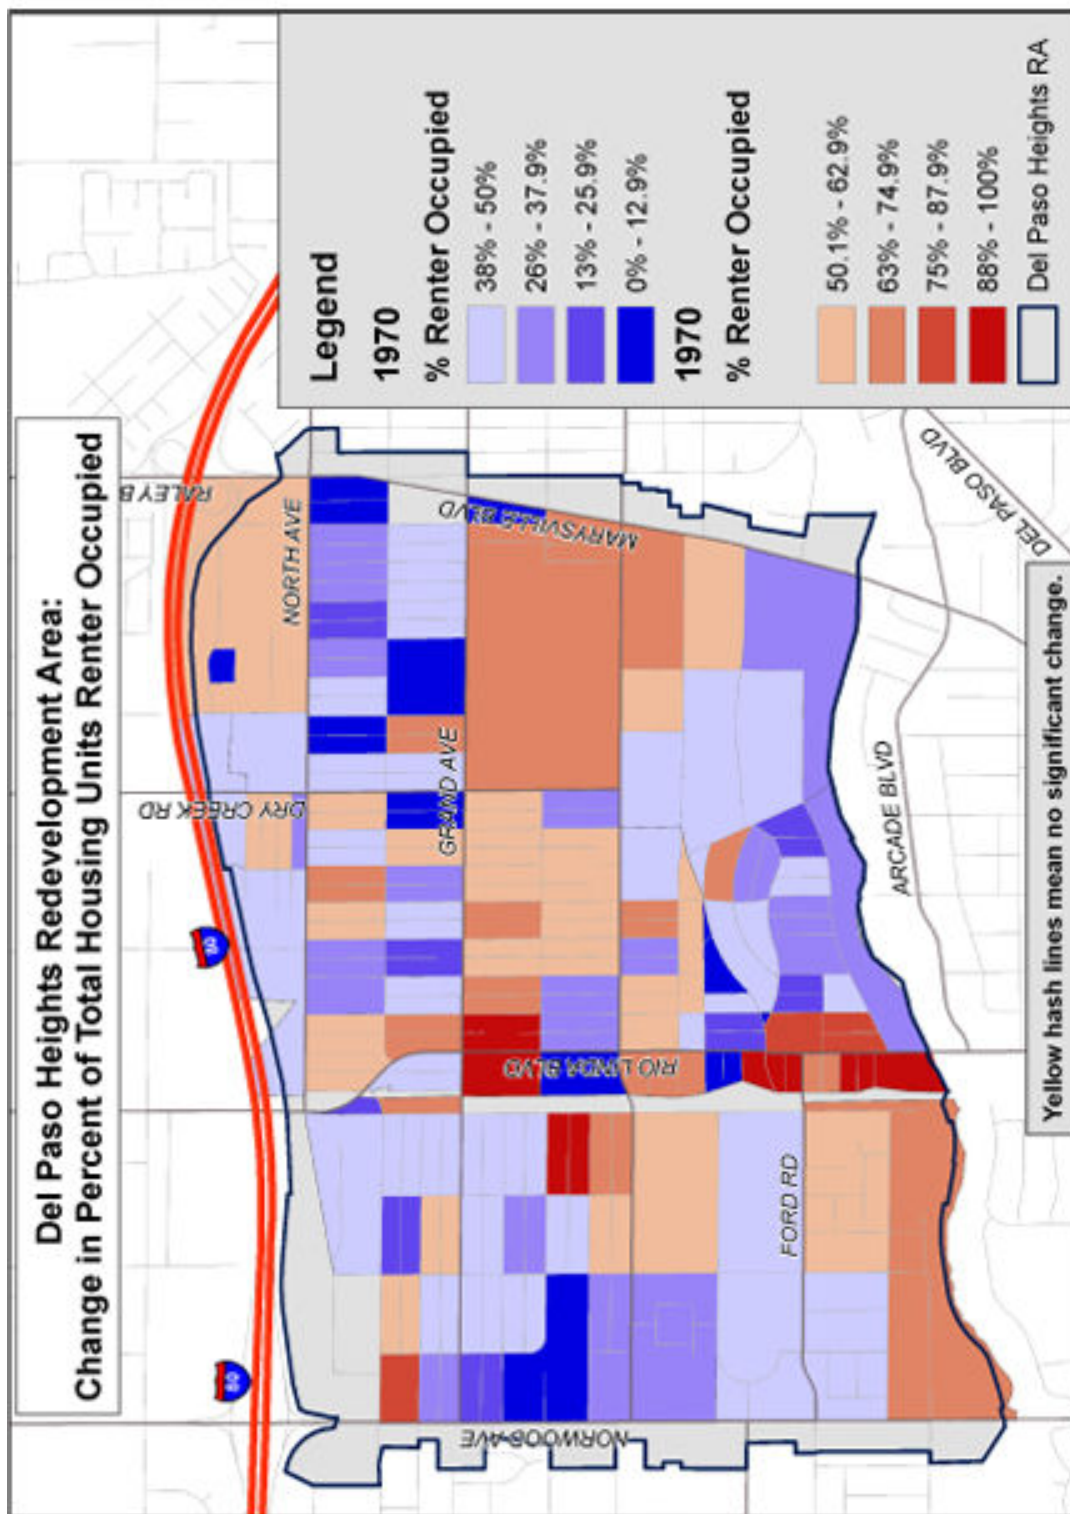 Del Paso Heights Redevelopment Area:
Change in Percent of Total Housing Units Renter Occupied
80
80
RALEY B
NORTH AVE
DRY CREEK RD
GRAND AVE
MARYSVILLE BLVD
RIO LINDA BLVD
NORWOOD AVE
FORD RD
ARCADE BLVD
DEL PASO BLVD
Legend
1970
% Renter Occupied
38% - 50%
26% - 37.9%
13% - 25.9%
0% - 12.9%
1970
% Renter Occupied
50.1% - 62.9%
63% - 74.9%
75% - 87.9%
88% - 100%
Del Paso Heights RA
Yellow hash lines mean no significant change.